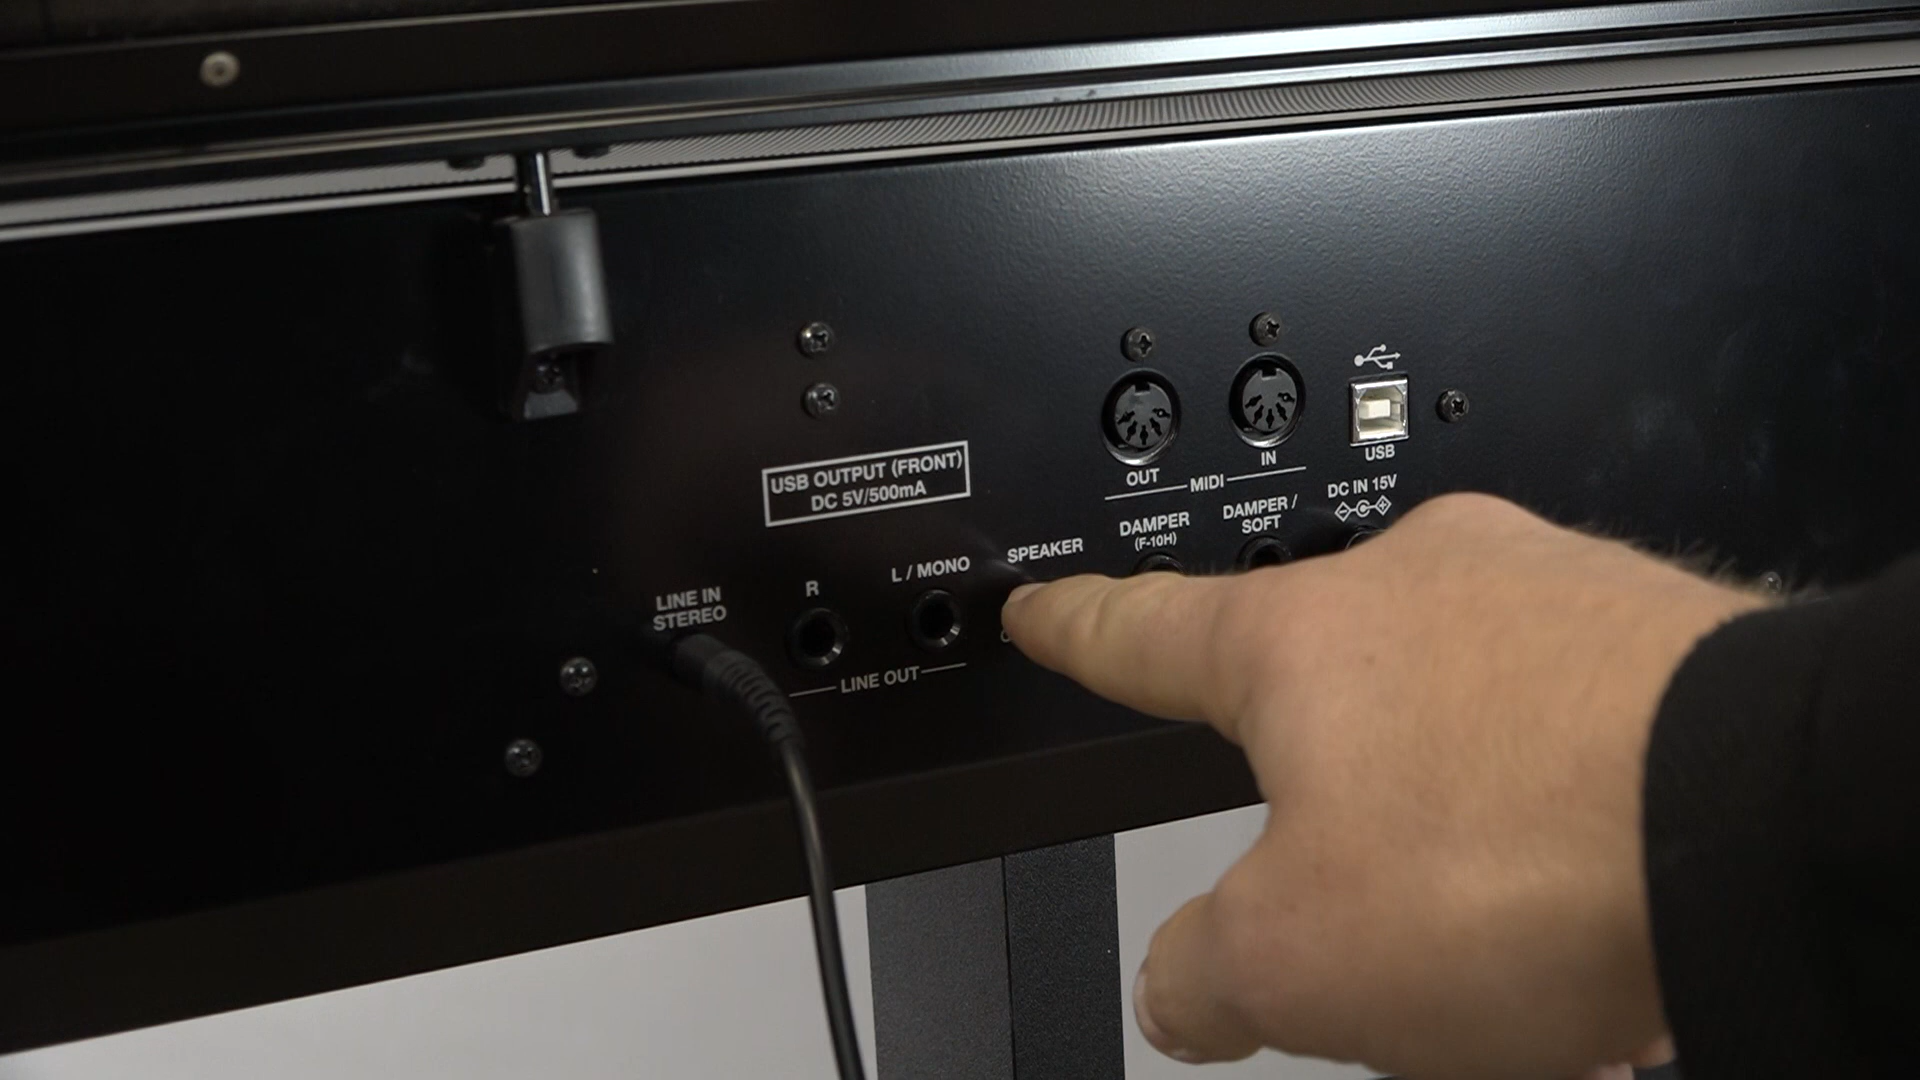 USB OUTPUT (FRONT)
DC 5V/500mA
OUT
IN
MIDI
USB
DC IN 15V
DAMPER
(F-10H)
DAMPER /
SOFT
SPEAKER
L / MONO
R
LINE OUT
LINE IN
STEREO